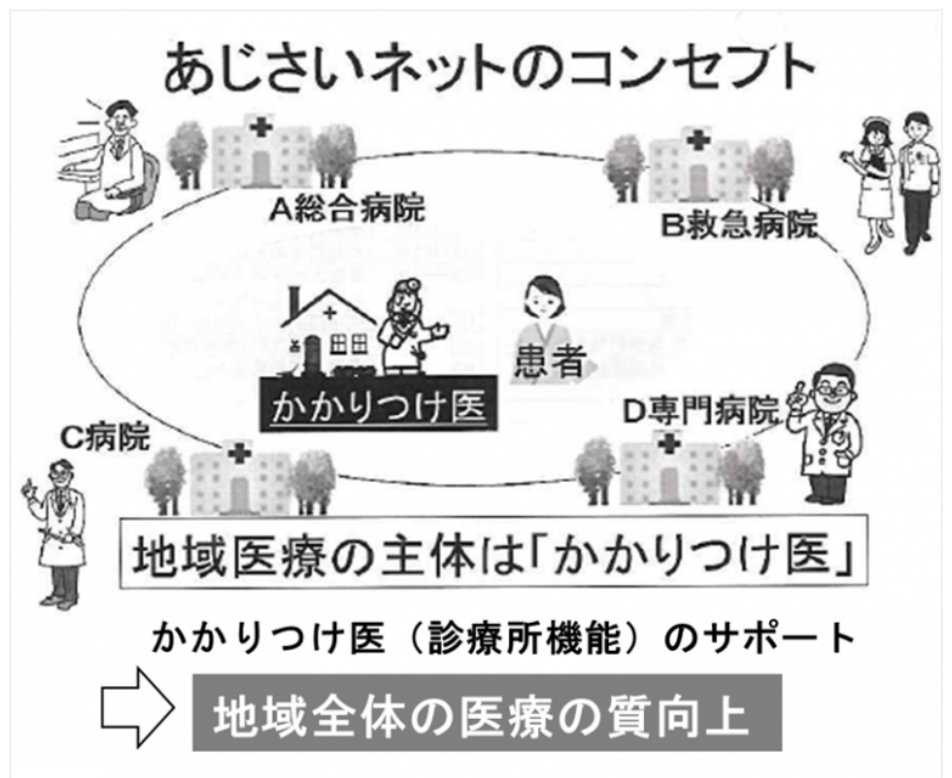 あじさいネットのコンセプト
A総合病院
B救急病院
かかりつけ医
患者
C病院
D専門病院
地域医療の主体は「かかりつけ医」
かかりつけ医（診療所機能）のサポート
地域全体の医療の質向上